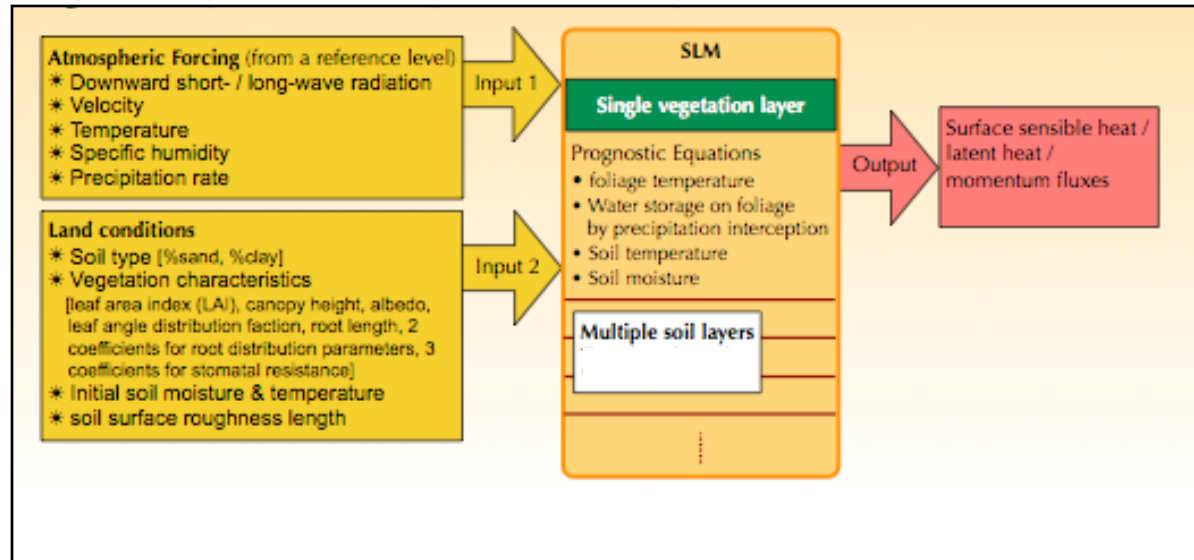 Atmospheric Forcing (from a reference level)
✴ Downward short- / long-wave radiation
✴ Velocity
✴ Temperature
✴ Specific humidity
✴ Precipitation rate
Input 1
Land conditions
✴ Soil type [%sand, %clay]
✴ Vegetation characteristics
[leaf area index (LAI), canopy height, albedo,
leaf angle distribution faction, root length, 2
coefficients for root distribution parameters, 3
coefficients for stomatal resistance]
✴ Initial soil moisture & temperature
✴ soil surface roughness length
Input 2
SLM
Single vegetation layer
Prognostic Equations
• foliage temperature
• Water storage on foliage
by precipitation interception
• Soil temperature
• Soil moisture
Multiple soil layers
Output
Surface sensible heat /
latent heat /
momentum fluxes